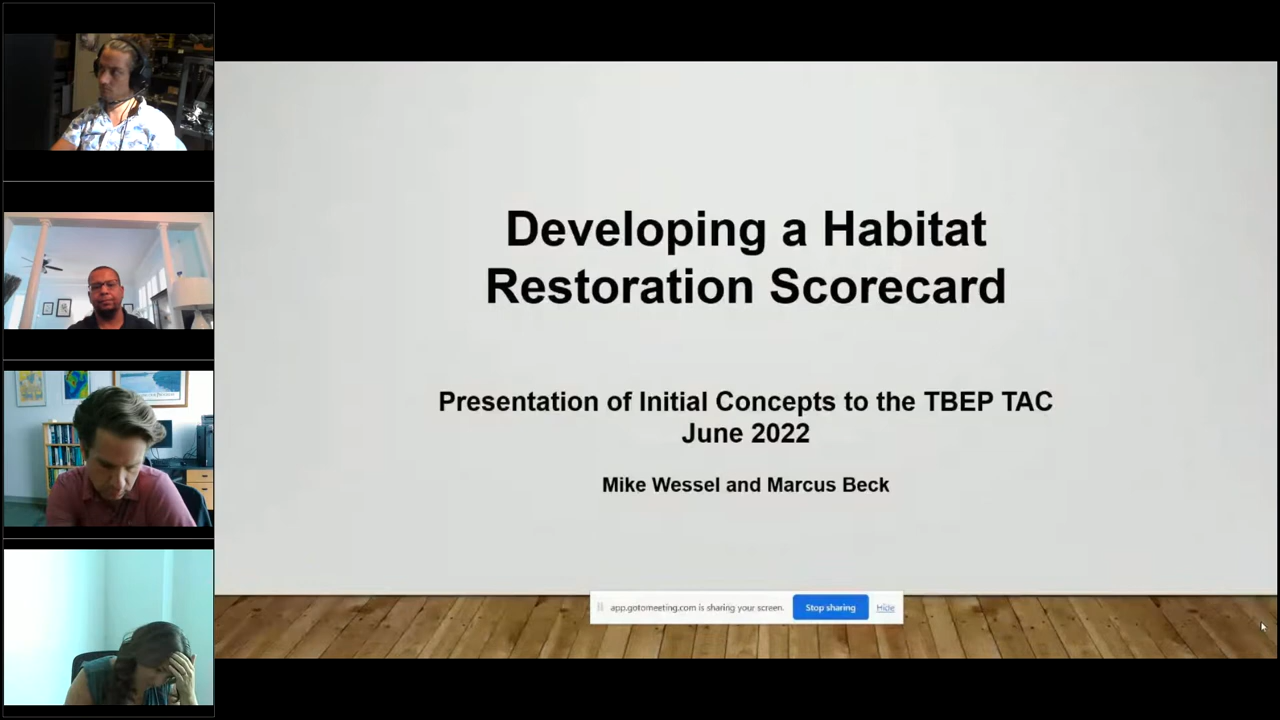 Developing a Habitat
Restoration Scorecard
Presentation of Initial Concepts to the TBEP TAC
June 2022
Mike Wessel and Marcus Beck
app.gotomeeting.com is sharing your screen.
Stop sharing
Hide